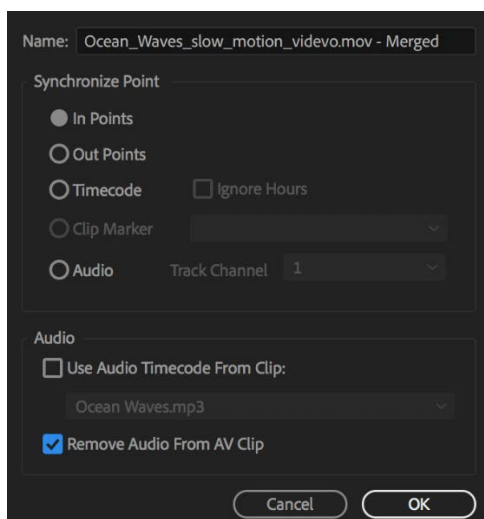 Name: Ocean_Waves_slow_motion_videvo.mov - Merged
Synchronize Point
In Points
Out Points
Timecode Ignore Hours
Clip Marker
Audio Track Channel 1
Audio
Use Audio Timecode From Clip:
Ocean Waves.mp3
Remove Audio From AV Clip
Cancel OK